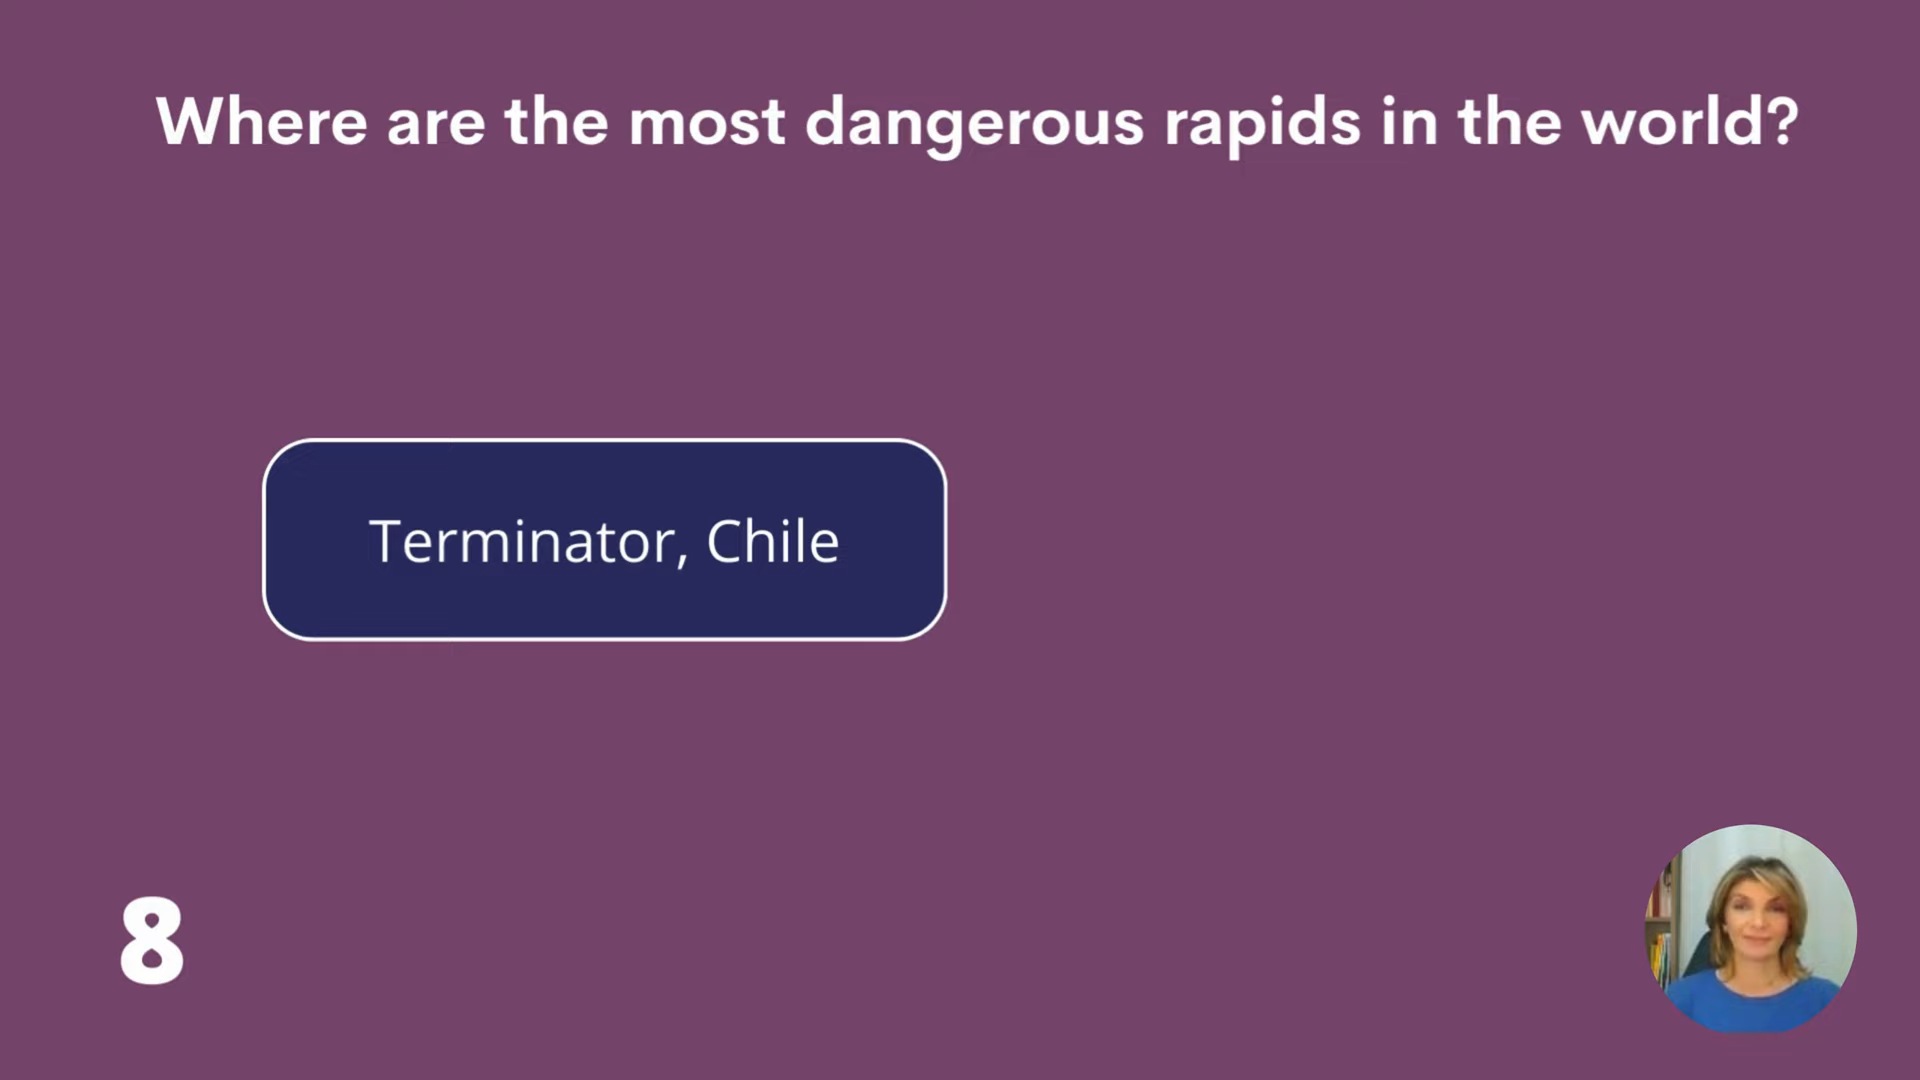 Where are the most dangerous rapids in the world?
Terminator, Chile
8